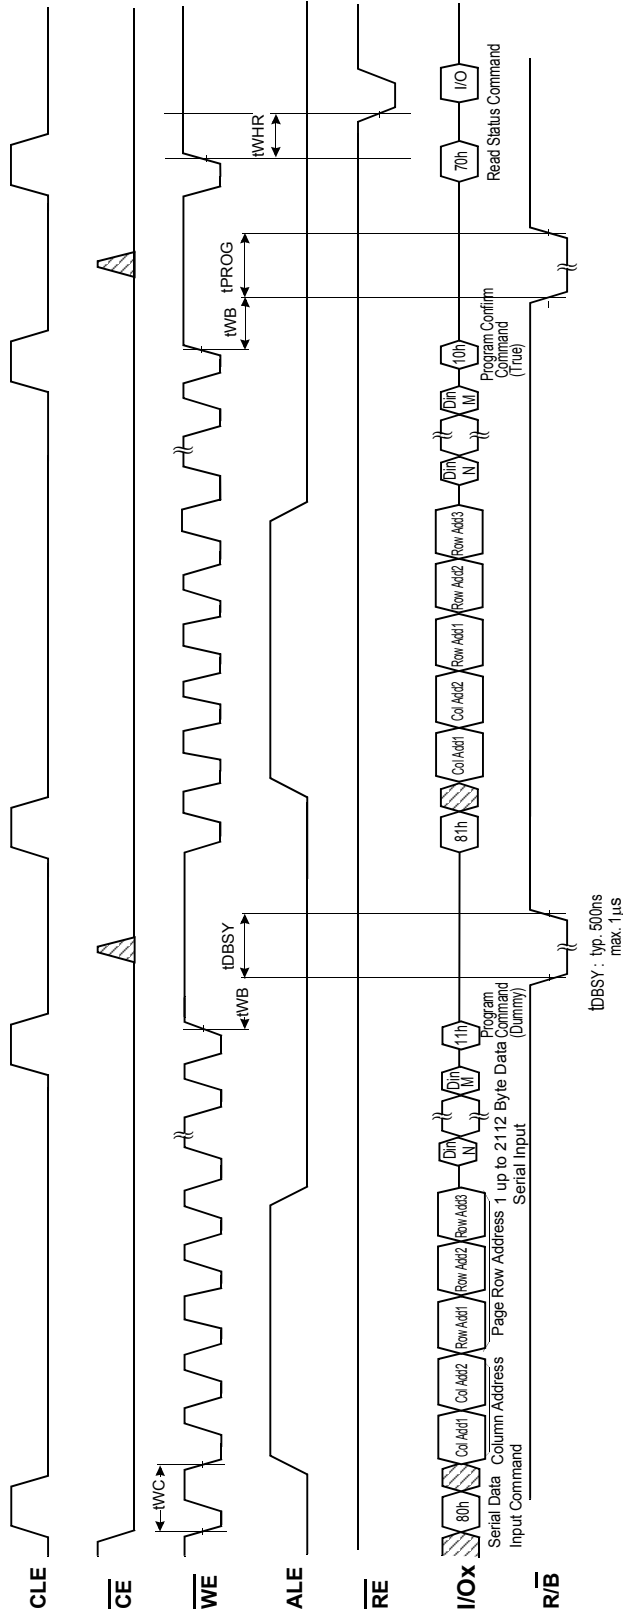 CLE
CE
WE
tWC
tWB
tDBSY
tWB
tPROG
tWHR
ALE
RE
I/Ox
80h
Col Add1
Col Add2
Row Add1
Row Add2
Row Add3
Din
N
Din
M
11h
81h
Col Add1
Col Add2
Row Add1
Row Add2
Row Add3
Din
N
Din
M
10h
70h
I/O
Serial Data
Input Command
Column Address
Page Row Address
1 up to 2112 Byte Data
Serial Input
Program
Command
(Dummy)
Program Confirm
Command
(True)
Read Status Command
R/B
tDBSY : typ. 500ns
max. 1µs